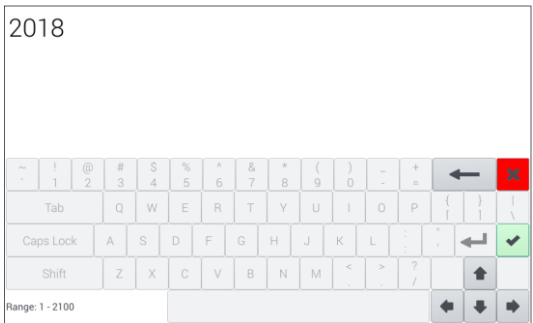 2018
~ ! @ # $ % ^ & * ( ) _ +
` 1 2 3 4 5 6 7 8 9 0 - =
Tab Q W E R T Y U I O P { } |
[ ] \
Caps Lock A S D F G H J K L : "
; '
Shift Z X C V B N M < > ?
, . /
Range: 1 - 2100